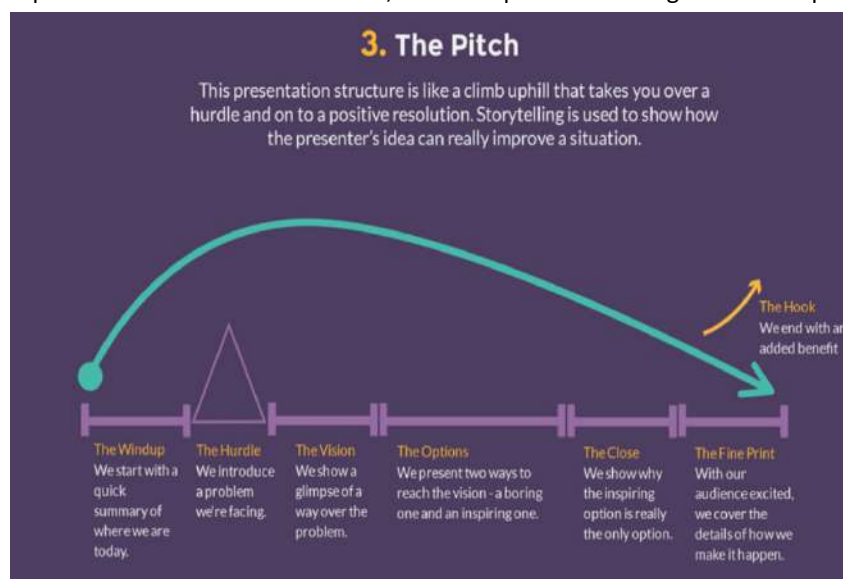 3. The Pitch
This presentation structure is like a climb uphill that takes you over a
hurdle and on to a positive resolution. Storytelling is used to show how
the presenter's idea can really improve a situation.
The Hook
We end with an
added benefit
The Windup
We start with a
quick
summary of
where we are
today.
The Hurdle
We introduce
a problem
we're facing.
The Vision
We show a
glimpse of a
way over the
problem.
The Options
We present two ways to
reach the vision - a boring
one and an inspiring one.
The Close
We show why
the inspiring
option is really
the only option.
The Fine Print
With our
audience excited,
we cover the
details of how we
make it happen.